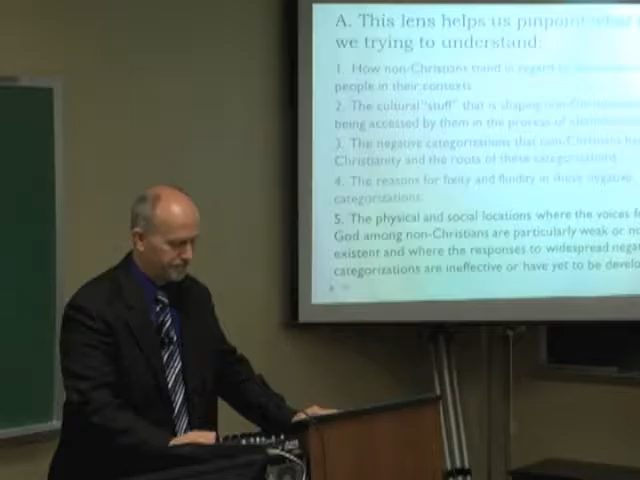 A. This lens helps us pinpoint what
we trying to understand:
1. How non-Christians stand in regard to
people in their contexts
2. The cultural "stuff" that is shaping non-Christians
being accessed by them in the process of
3. The negative categorizations that non-Christians
Christianity and the roots of these categorizations
4. The reasons for fixity and fluidity in these negative
categorizations.
5. The physical and social locations where the voices
God among non-Christians are particularly weak or
existent and where the responses to widespread
categorizations are ineffective or have yet to be